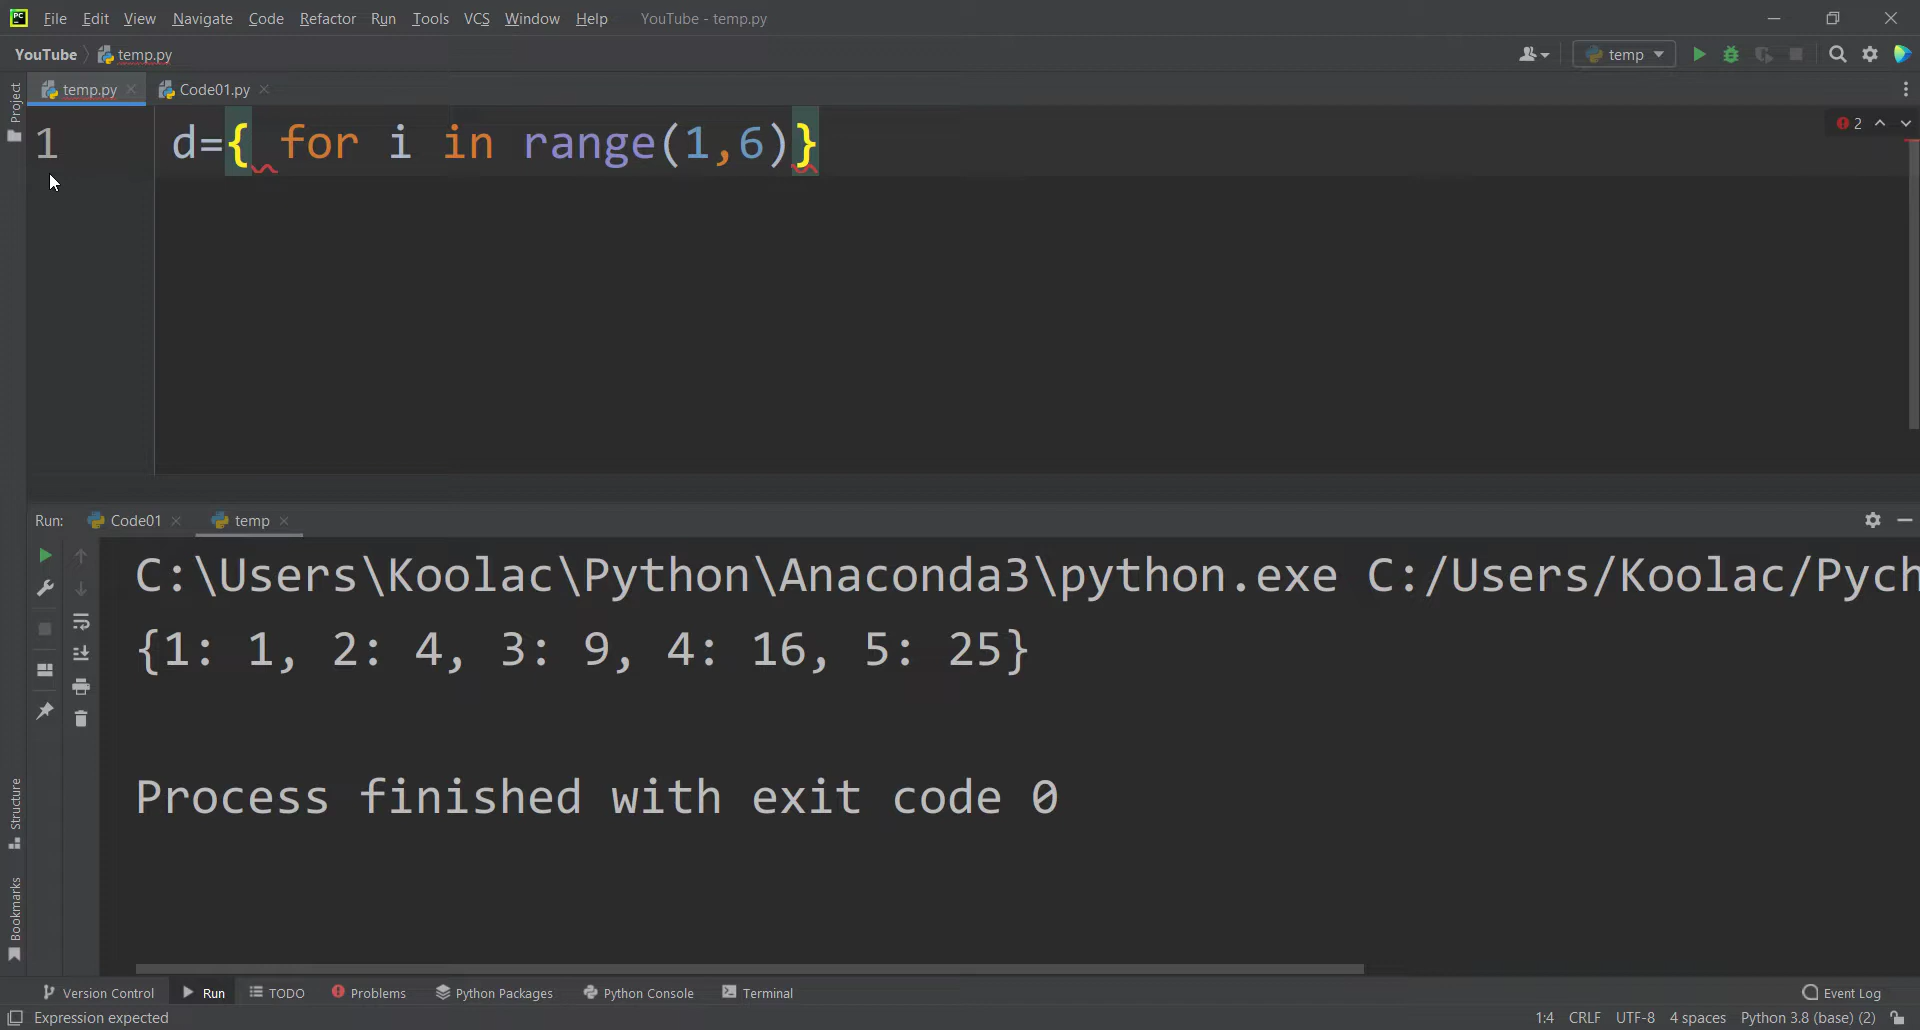 PC
File Edit View Navigate Code Refactor Run Tools VCS Window Help YouTube - temp.py
YouTube temp.py temp
temp.py Code01.py
Project
1 d={ for i in range(1,6)}
2
Run: Code01 temp
C:\Users\Koolac\Python\Anaconda3\python.exe C:/Users/Koolac/Pych
{1: 1, 2: 4, 3: 9, 4: 16, 5: 25}
Process finished with exit code 0
Structure
Bookmarks
Version Control Run TODO Problems Python Packages Python Console Terminal Event Log
Expression expected 1:4 CRLF UTF-8 4 spaces Python 3.8 (base) (2)